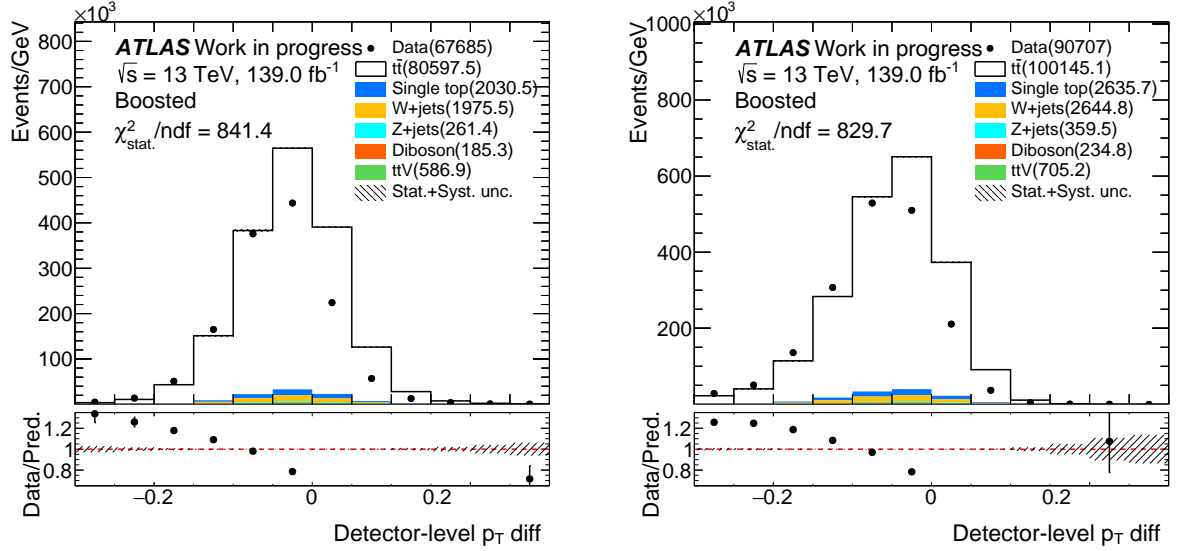 ×10³
800
700
600
500
400
300
200
100
Events/GeV
ATLAS Work in progress
√s = 13 TeV, 139.0 fb⁻¹
Boosted
χ²stat./ndf = 841.4
Data(67685)
tt̄(80597.5)
Single top(2030.5)
W+jets(1975.5)
Z+jets(261.4)
Diboson(185.3)
ttV(586.9)
Stat.+Syst. unc.
1.2
1
0.8
Data/Pred.
−0.2 0 0.2
Detector-level pT diff
×10³
1000
800
600
400
200
Events/GeV
ATLAS Work in progress
√s = 13 TeV, 139.0 fb⁻¹
Boosted
χ²stat./ndf = 829.7
Data(90707)
tt̄(100145.1)
Single top(2635.7)
W+jets(2644.8)
Z+jets(359.5)
Diboson(234.8)
ttV(705.2)
Stat.+Syst. unc.
1.2
1
0.8
Data/Pred.
−0.2 0 0.2
Detector-level pT diff